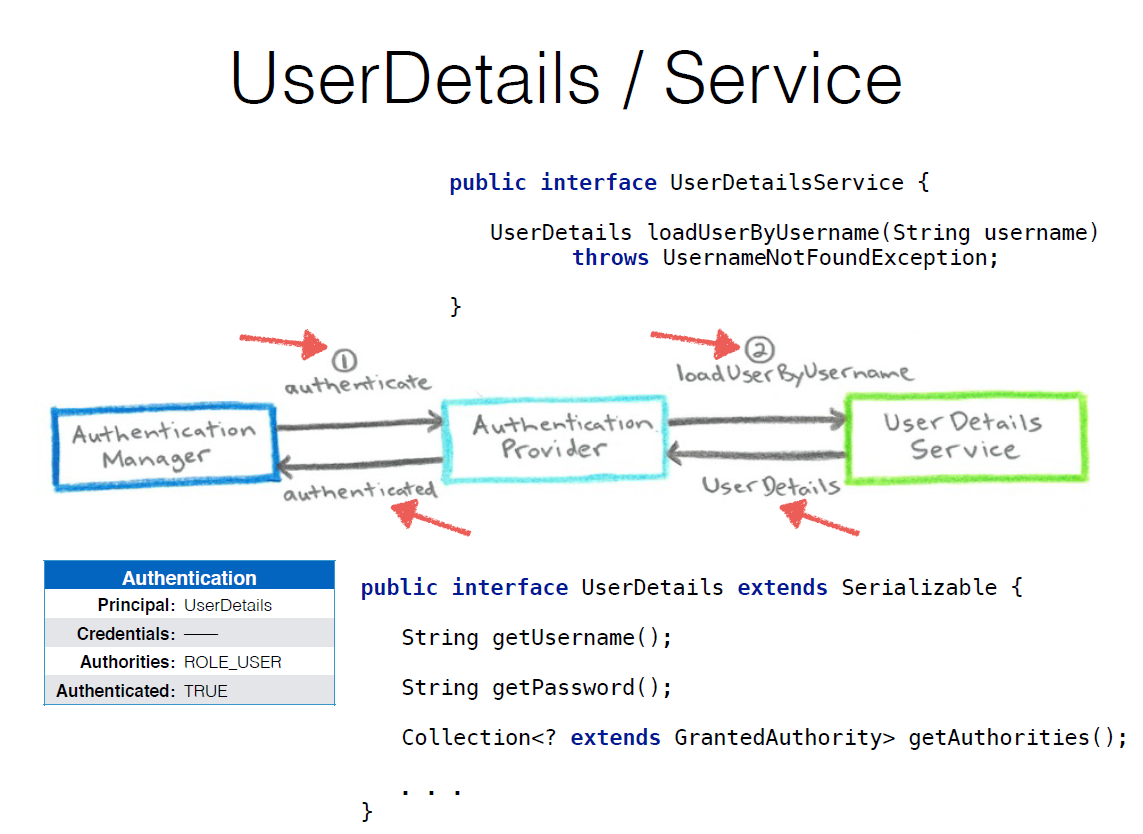 UserDetails / Service
public interface UserDetailsService {
UserDetails loadUserByUsername(String username)
throws UsernameNotFoundException;
}
1
authenticate
2
loadUserByUsername
Authentication
Manager
Authentication
Provider
User Details
Service
authenticated
UserDetails
Authentication
Principal: UserDetails
Credentials: ——
Authorities: ROLE_USER
Authenticated: TRUE
public interface UserDetails extends Serializable {
String getUsername();
String getPassword();
Collection<? extends GrantedAuthority> getAuthorities();
. . .
}